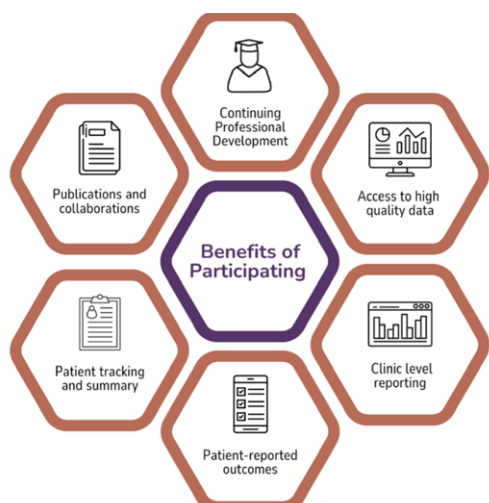 Continuing
Professional
Development
Publications and
collaborations
Access to high
quality data
Benefits of
Participating
Patient tracking
and summary
Clinic level
reporting
Patient-reported
outcomes